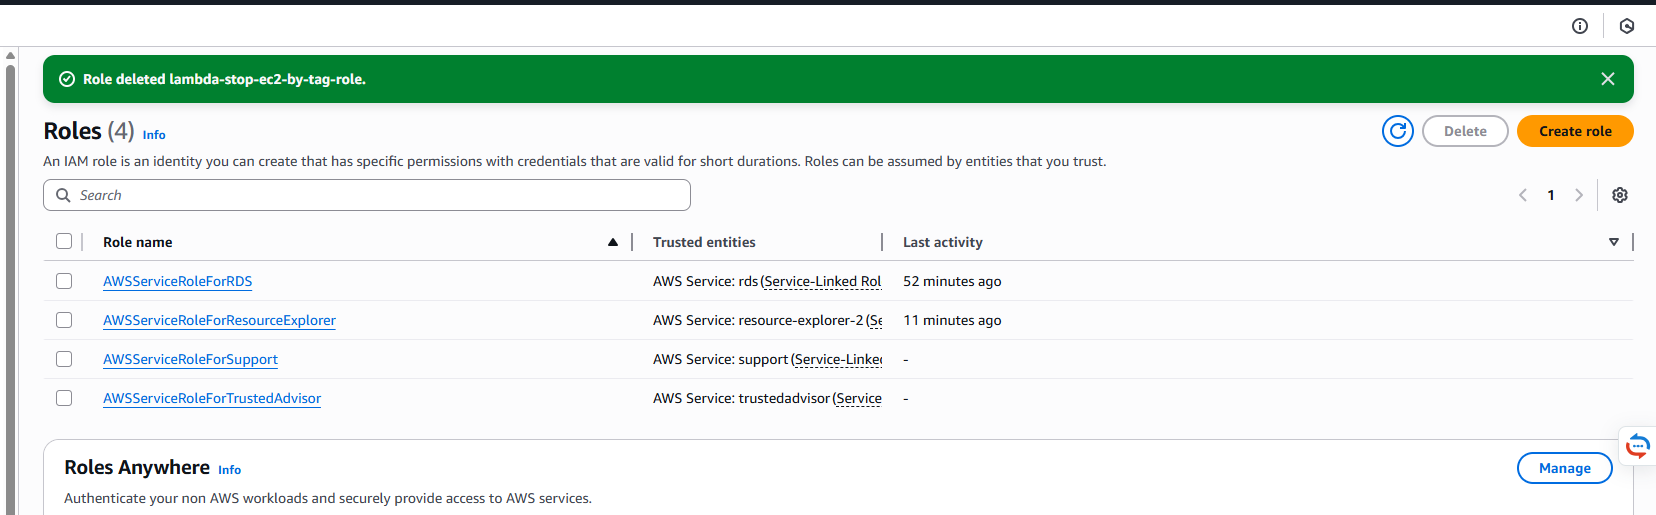 Role deleted lambda-stop-ec2-by-tag-role.
Roles (4) Info
Delete
Create role
An IAM role is an identity you can create that has specific permissions with credentials that are valid for short durations. Roles can be assumed by entities that you trust.
Search
1
Role name Trusted entities Last activity
AWSServiceRoleForRDS AWS Service: rds (Service-Linked Rol 52 minutes ago
AWSServiceRoleForResourceExplorer AWS Service: resource-explorer-2 (Se 11 minutes ago
AWSServiceRoleForSupport AWS Service: support (Service-Linked -
AWSServiceRoleForTrustedAdvisor AWS Service: trustedadvisor (Service -
Roles Anywhere Info
Manage
Authenticate your non AWS workloads and securely provide access to AWS services.